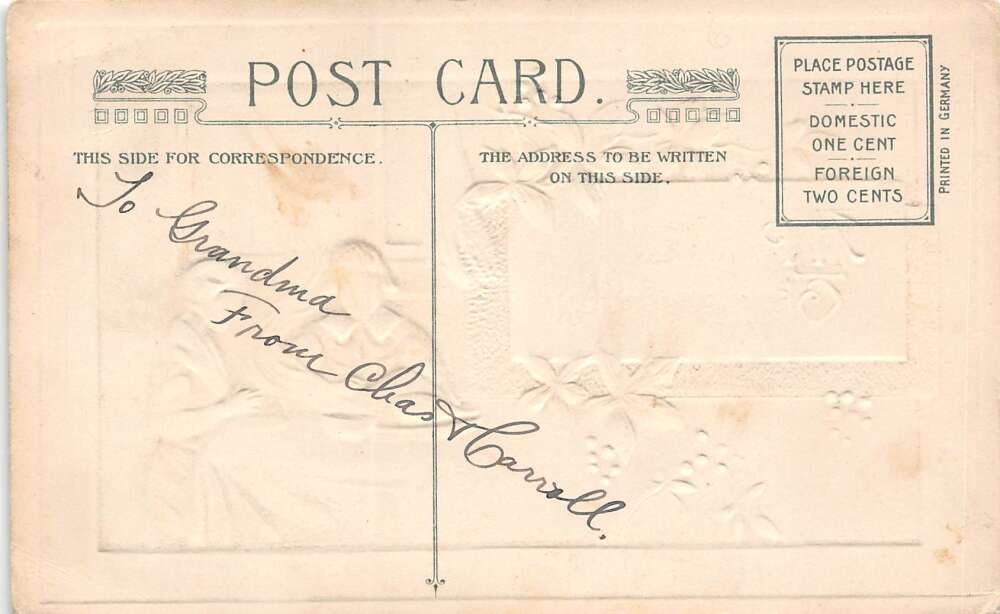 POST CARD.
THIS SIDE FOR CORRESPONDENCE.
THE ADDRESS TO BE WRITTEN
ON THIS SIDE.
PLACE POSTAGE
STAMP HERE
DOMESTIC
ONE CENT
FOREIGN
TWO CENTS
PRINTED IN GERMANY
To Grandma
From Chas & Carroll.